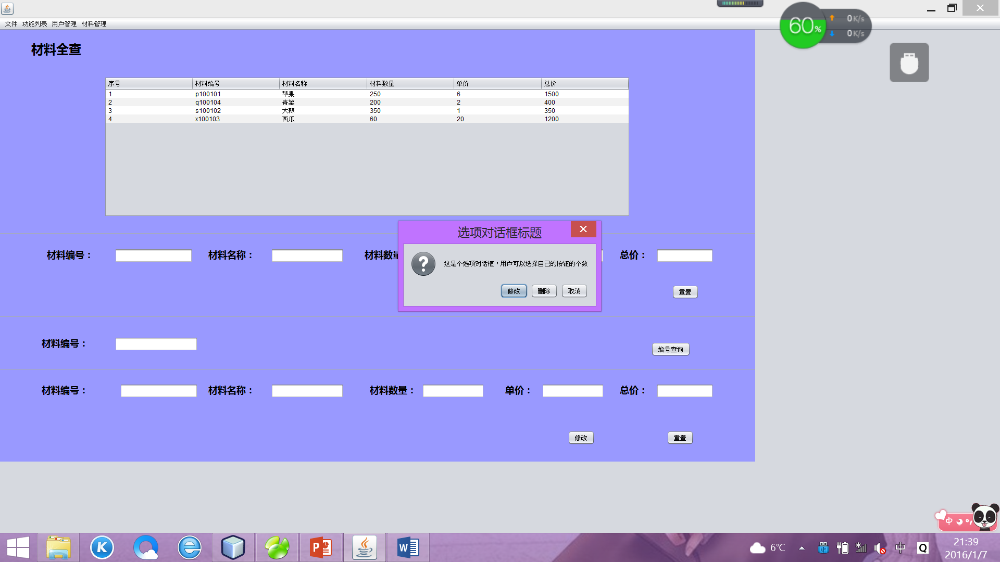 60%
0K/s
0K/s
文件 功能列表 用户管理 材料管理
材料全查
序号 材料编号 材料名称 材料数量 单价 总价
1 p100101 苹果 250 6 1500
2 q100104 青菜 200 2 400
3 s100102 大蒜 350 1 350
4 x100103 西瓜 60 20 1200
选项对话框标题
这是个选项对话框，用户可以选择自己的按钮的个数
修改 删除 取消
材料编号： 材料名称： 材料数量 总价：
重置
材料编号：
编号查询
材料编号： 材料名称： 材料数量： 单价： 总价：
修改 重置
中
K
P
W
6°C
中
Q
21:39
2016/1/7